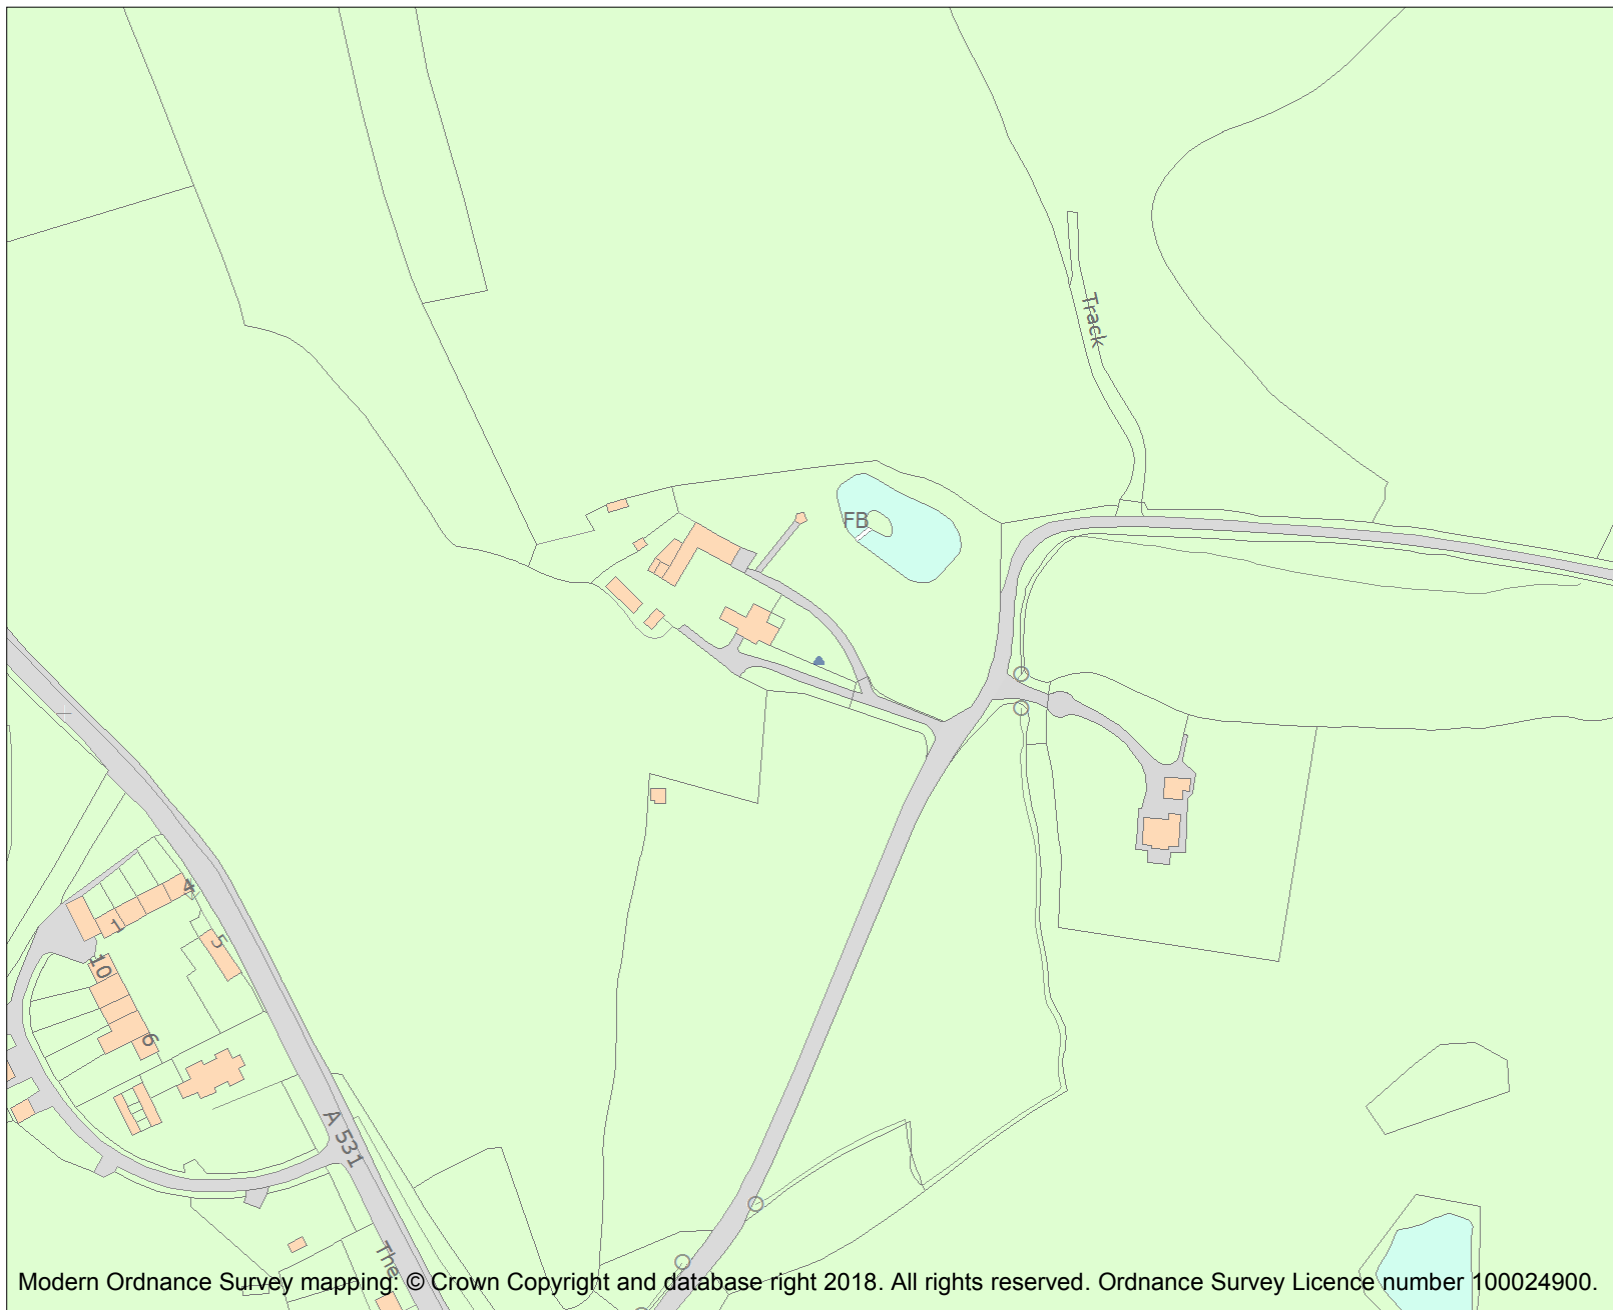 Track
FB
4
1
5
10
6
A 531
The
Modern Ordnance Survey mapping: © Crown Copyright and database right 2018. All rights reserved. Ordnance Survey Licence number 100024900.